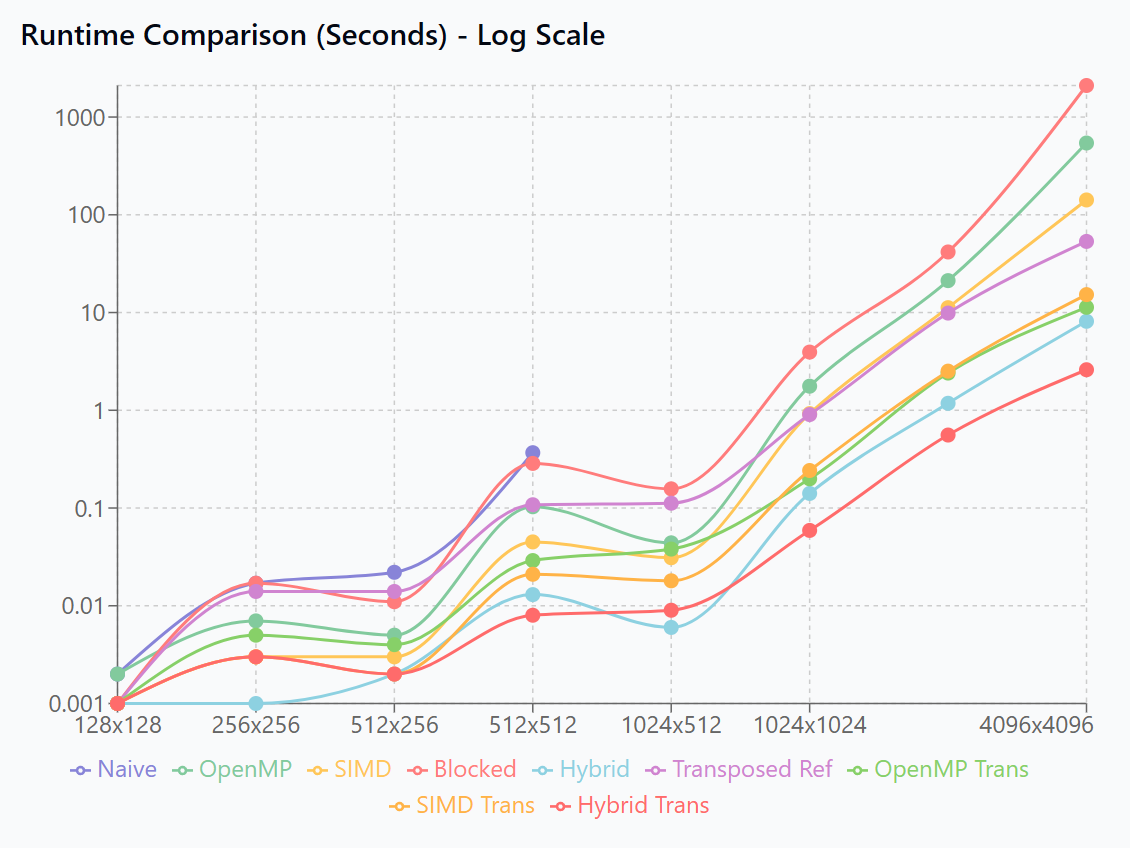 Runtime Comparison (Seconds) - Log Scale
1000
100
10
1
0.1
0.01
0.001
128x128 256x256 512x256 512x512 1024x512 1024x1024 4096x4096
Naive OpenMP SIMD Blocked Hybrid Transposed Ref OpenMP Trans
SIMD Trans Hybrid Trans